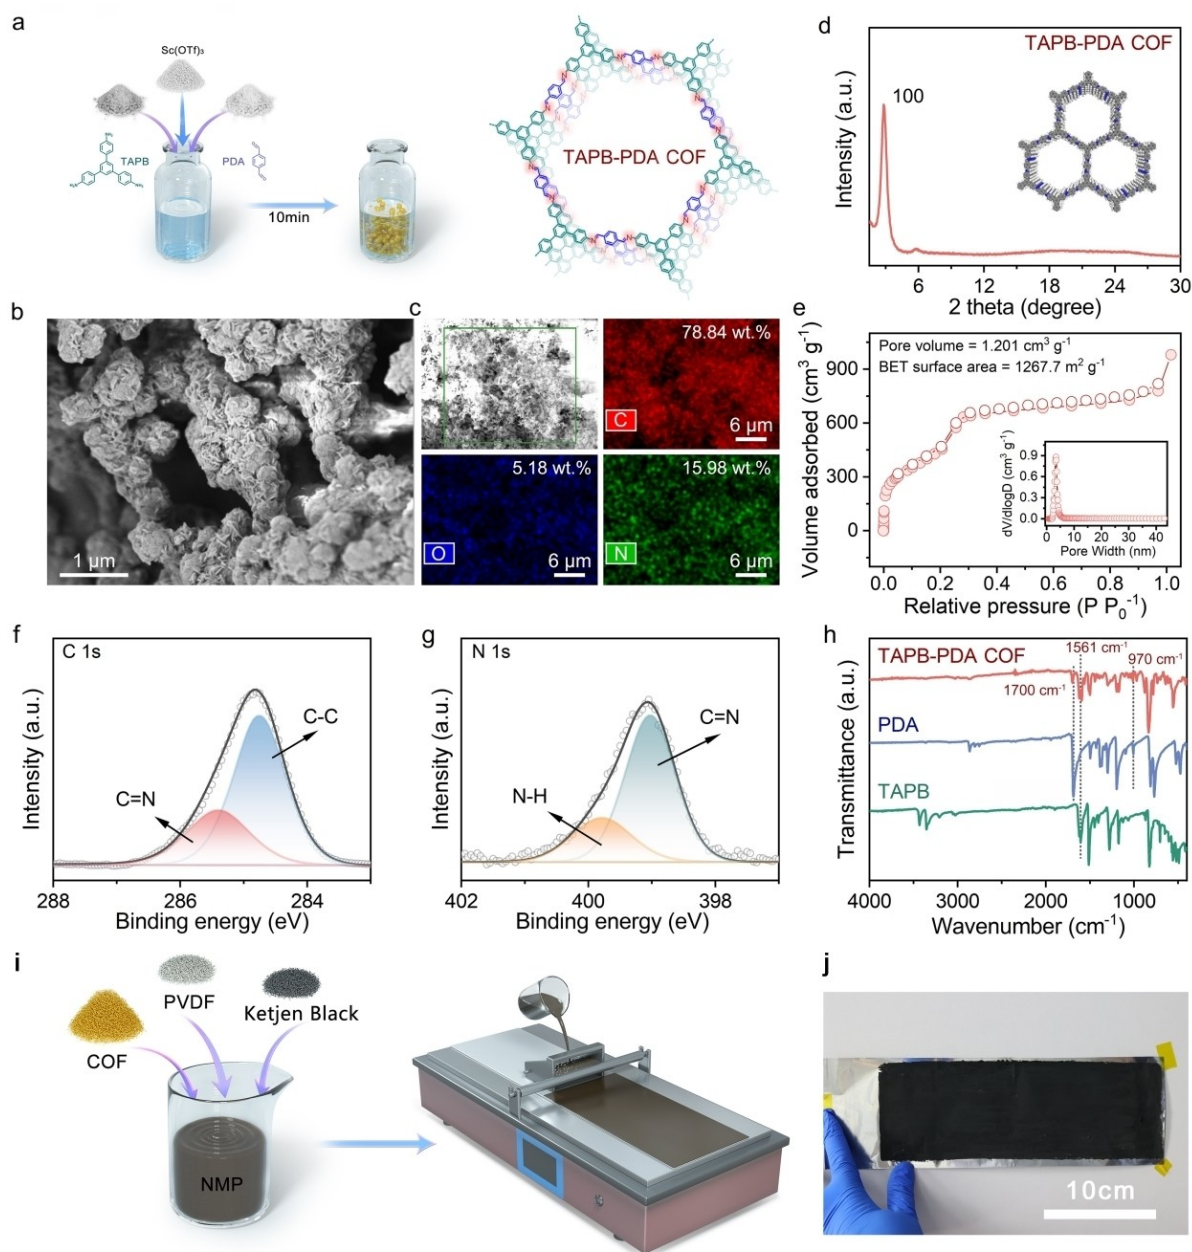 a
Sc(OTf)₃
TAPB
PDA
NH₂
H₂N
NH₂
10min
TAPB-PDA COF
d
TAPB-PDA COF
100
Intensity (a.u.)
6 12 18 24 30
2 theta (degree)
b
1 μm
c
78.84 wt.%
C
6 μm
5.18 wt.%
O
6 μm
15.98 wt.%
N
6 μm
e
Pore volume = 1.201 cm³ g⁻¹
BET surface area = 1267.7 m² g⁻¹
Volume adsorbed (cm³ g⁻¹)
900
600
300
0
dV/dlogD (cm³ g⁻¹)
0.9
0.6
0.3
0.0
0 10 20 30 40
Pore Width (nm)
0.0 0.2 0.4 0.6 0.8 1.0
Relative pressure (P P₀⁻¹)
f
C 1s
C-C
C=N
Intensity (a.u.)
288 286 284
Binding energy (eV)
g
N 1s
C=N
N-H
Intensity (a.u.)
402 400 398
Binding energy (eV)
h
TAPB-PDA COF
1561 cm⁻¹
970 cm⁻¹
1700 cm⁻¹
PDA
TAPB
Transmittance (a.u.)
4000 3000 2000 1000
Wavenumber (cm⁻¹)
i
PVDF
Ketjen Black
COF
NMP
j
10cm